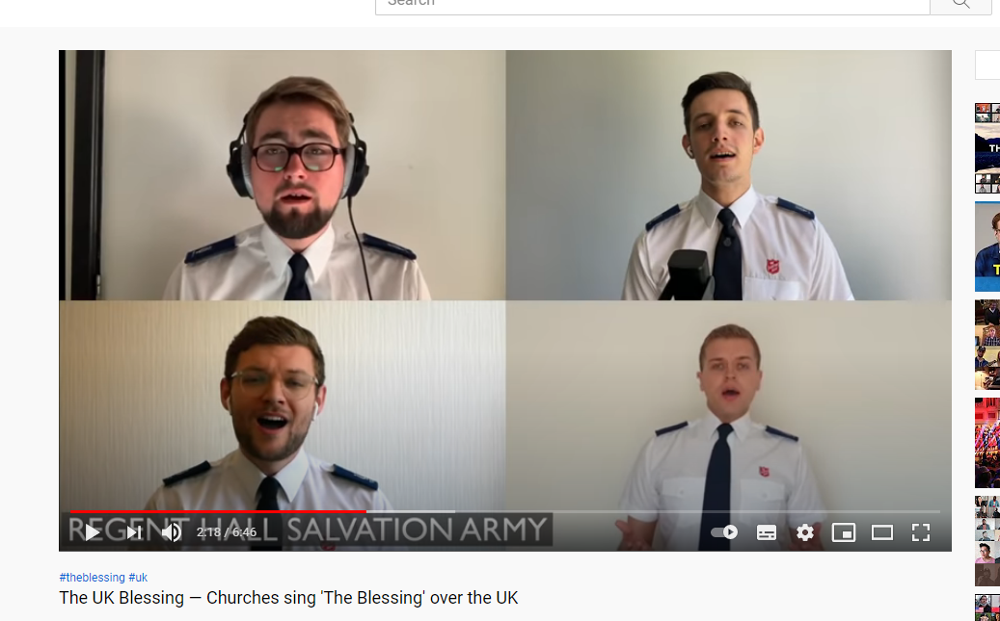 Search
REGENT HALL SALVATION ARMY
2:18 / 6:46
#theblessing #uk
The UK Blessing — Churches sing 'The Blessing' over the UK
TH
T